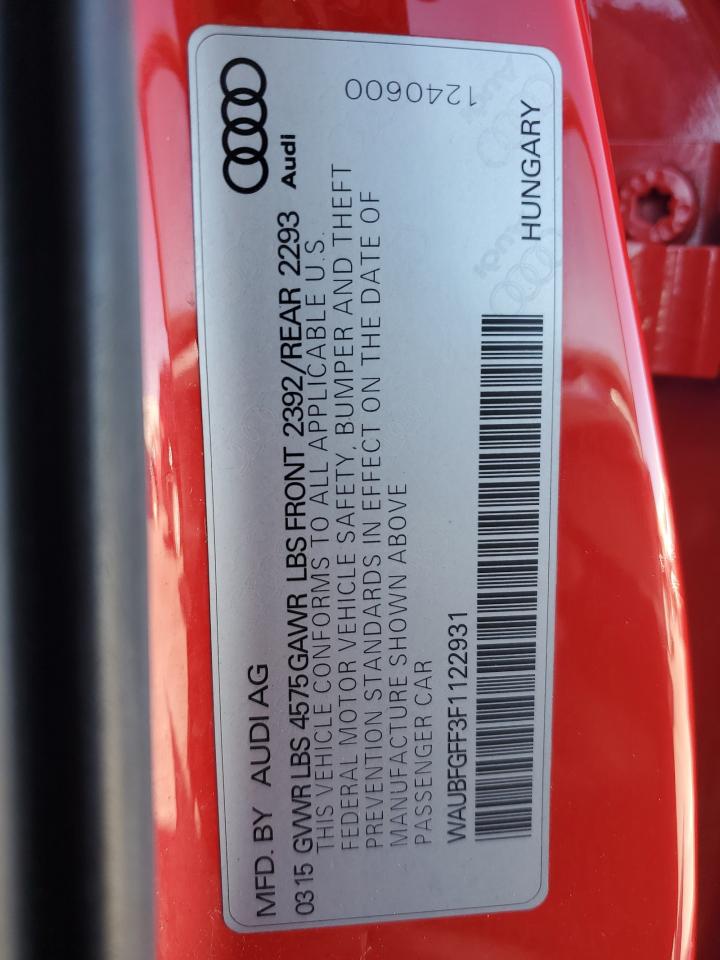 MFD. BY AUDI AG
Audi
03 15 GVWR LBS 4575 GAWR LBS FRONT 2392/REAR 2293
THIS VEHICLE CONFORMS TO ALL APPLICABLE U.S.
FEDERAL MOTOR VEHICLE SAFETY, BUMPER AND THEFT
PREVENTION STANDARDS IN EFFECT ON THE DATE OF
MANUFACTURE SHOWN ABOVE
PASSENGER CAR
1240600
WAUBFGFF3F1122931
HUNGARY